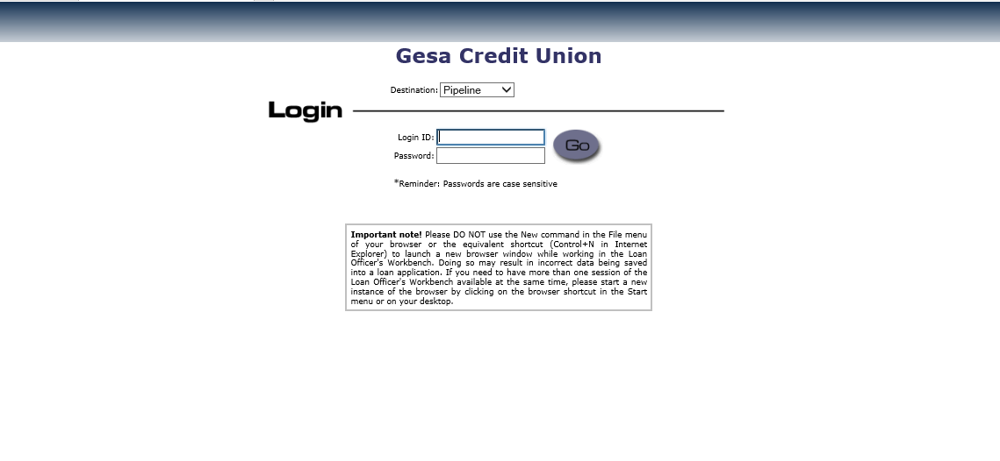 Gesa Credit Union
Destination: Pipeline
Login
Login ID:
Go
Password:
*Reminder: Passwords are case sensitive
Important note! Please DO NOT use the New command in the File menu
of your browser or the equivalent shortcut (Control+N in Internet
Explorer) to launch a new browser window while working in the Loan
Officer's Workbench. Doing so may result in incorrect data being saved
into a loan application. If you need to have more than one session of the
Loan Officer's Workbench available at the same time, please start a new
instance of the browser by clicking on the browser shortcut in the Start
menu or on your desktop.